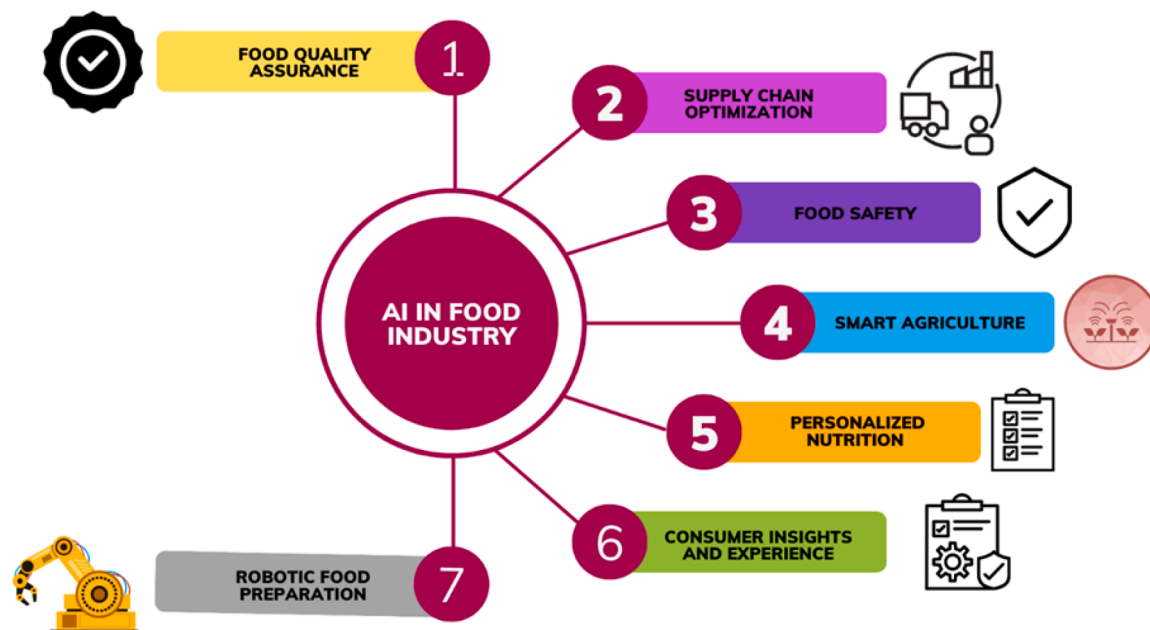 FOOD QUALITY
ASSURANCE
1
2
SUPPLY CHAIN
OPTIMIZATION
3
FOOD SAFETY
AI IN FOOD
INDUSTRY
4
SMART AGRICULTURE
5
PERSONALIZED
NUTRITION
6
CONSUMER INSIGHTS
AND EXPERIENCE
ROBOTIC FOOD
PREPARATION
7